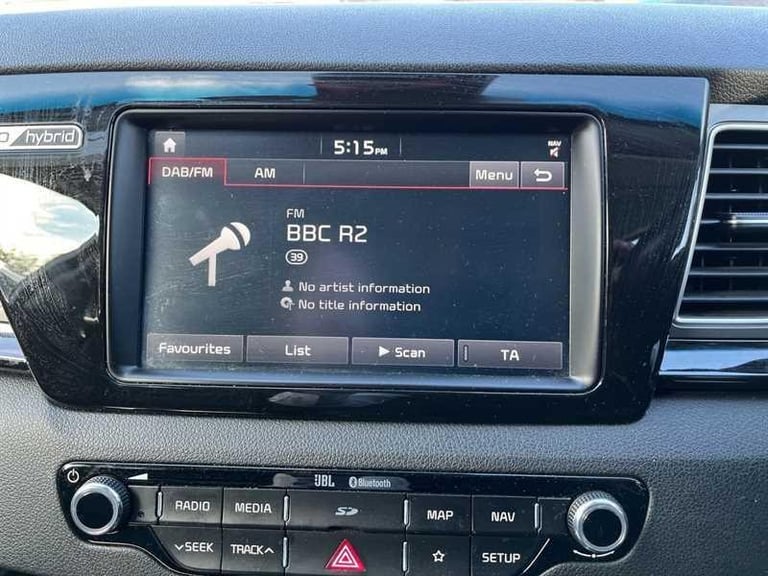 hybrid
5:15PM
NAV
DAB/FM AM Menu
FM
BBC R2
39
No artist information
No title information
Favourites List Scan TA
JBL Bluetooth
RADIO MEDIA SD MAP NAV
SEEK TRACK SETUP